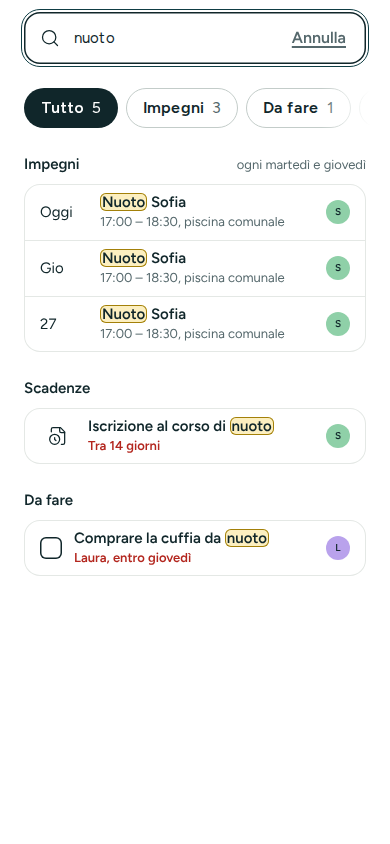 nuoto Annulla
Tutto 5 Impegni 3 Da fare 1
Impegni ogni martedì e giovedì
Oggi Nuoto Sofia S
17:00 – 18:30, piscina comunale
Gio Nuoto Sofia S
17:00 – 18:30, piscina comunale
27 Nuoto Sofia S
17:00 – 18:30, piscina comunale
Scadenze
Iscrizione al corso di nuoto S
Tra 14 giorni
Da fare
Comprare la cuffia da nuoto L
Laura, entro giovedì